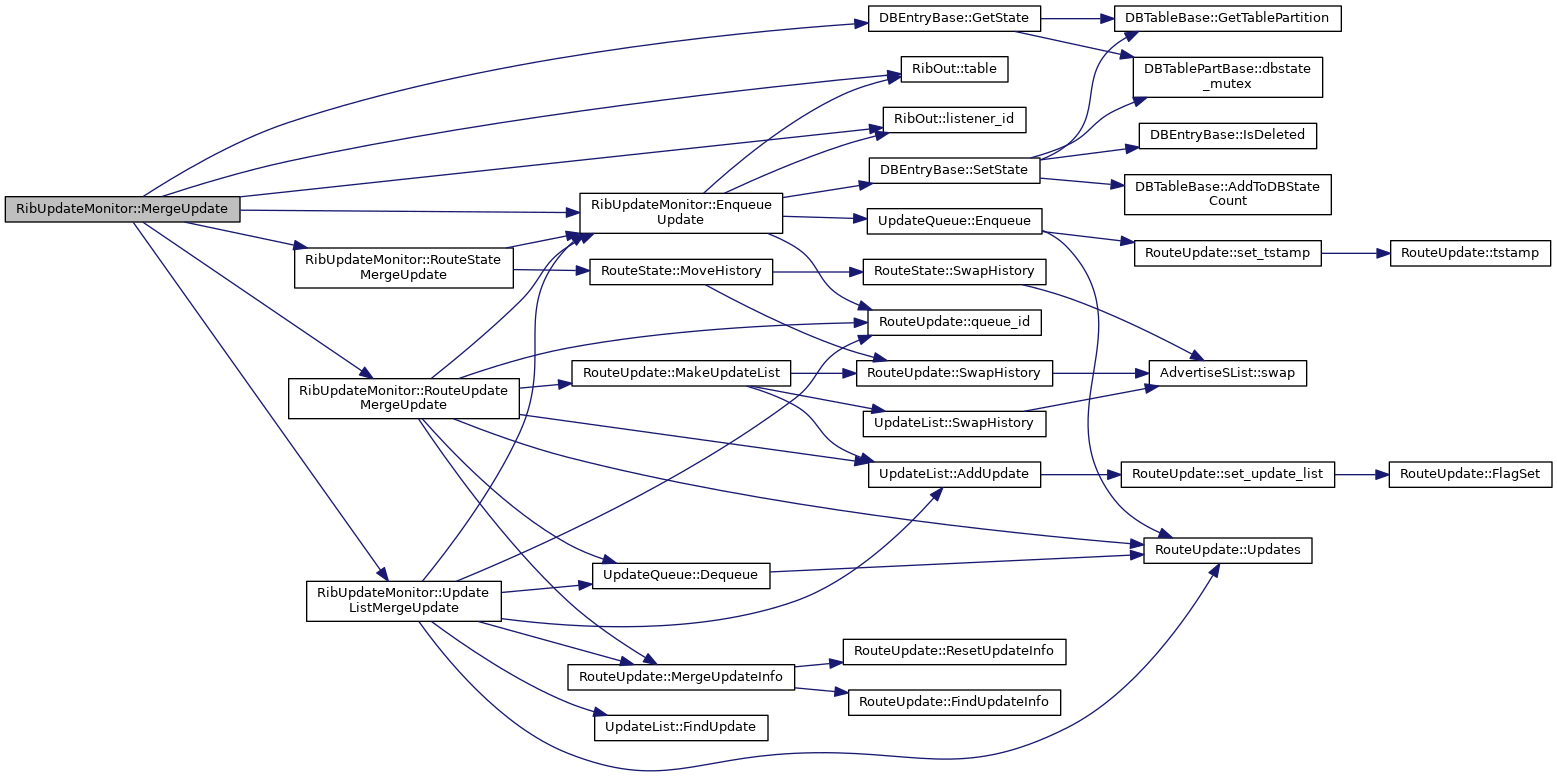 RibUpdateMonitor::MergeUpdate
DBEntryBase::GetState
DBTableBase::GetTablePartition
RibOut::table
DBTablePartBase::dbstate
_mutex
RibOut::listener_id
DBEntryBase::IsDeleted
DBEntryBase::SetState
DBTableBase::AddToDBState
Count
RibUpdateMonitor::Enqueue
Update
UpdateQueue::Enqueue
RouteUpdate::set_tstamp
RouteUpdate::tstamp
RibUpdateMonitor::RouteState
MergeUpdate
RouteState::MoveHistory
RouteState::SwapHistory
RouteUpdate::queue_id
RibUpdateMonitor::RouteUpdate
MergeUpdate
RouteUpdate::MakeUpdateList
RouteUpdate::SwapHistory
AdvertiseSList::swap
UpdateList::SwapHistory
UpdateList::AddUpdate
RouteUpdate::set_update_list
RouteUpdate::FlagSet
RouteUpdate::Updates
UpdateQueue::Dequeue
RibUpdateMonitor::Update
ListMergeUpdate
RouteUpdate::MergeUpdateInfo
RouteUpdate::ResetUpdateInfo
RouteUpdate::FindUpdateInfo
UpdateList::FindUpdate